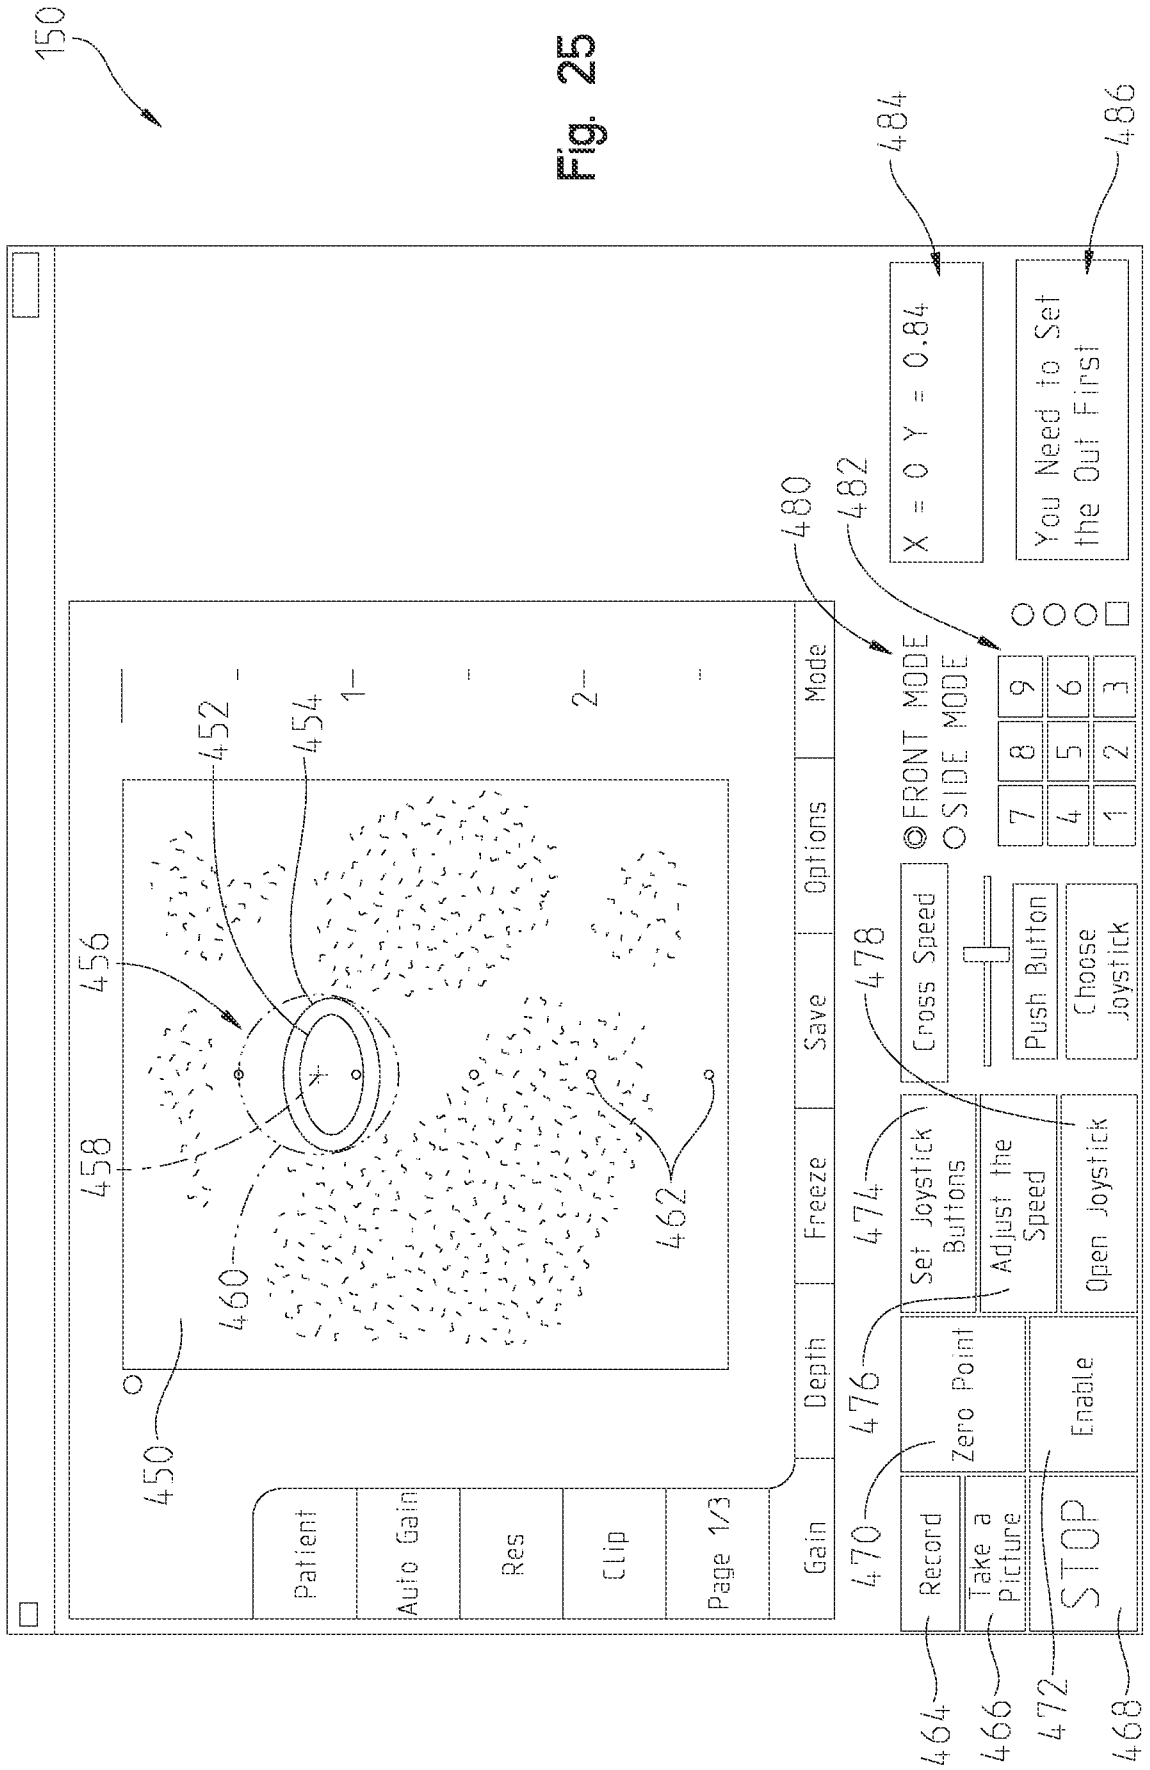 150
Fig. 25
458
456
452
454
450
460
462
1
2
Patient
Auto Gain
Res
Clip
Page 1/3
Gain
Depth
Freeze
Save
Options
Mode
470
476
474
478
480
482
484
486
464
466
472
468
Record
Take a
Picture
STOP
Zero Point
Enable
Set Joystick
Buttons
Adjust the
Speed
Open Joystick
Cross Speed
Push Button
Choose
Joystick
FRONT MODE
SIDE MODE
7 8 9
4 5 6
1 2 3
X = 0 Y = 0.84
You Need to Set
the Out First